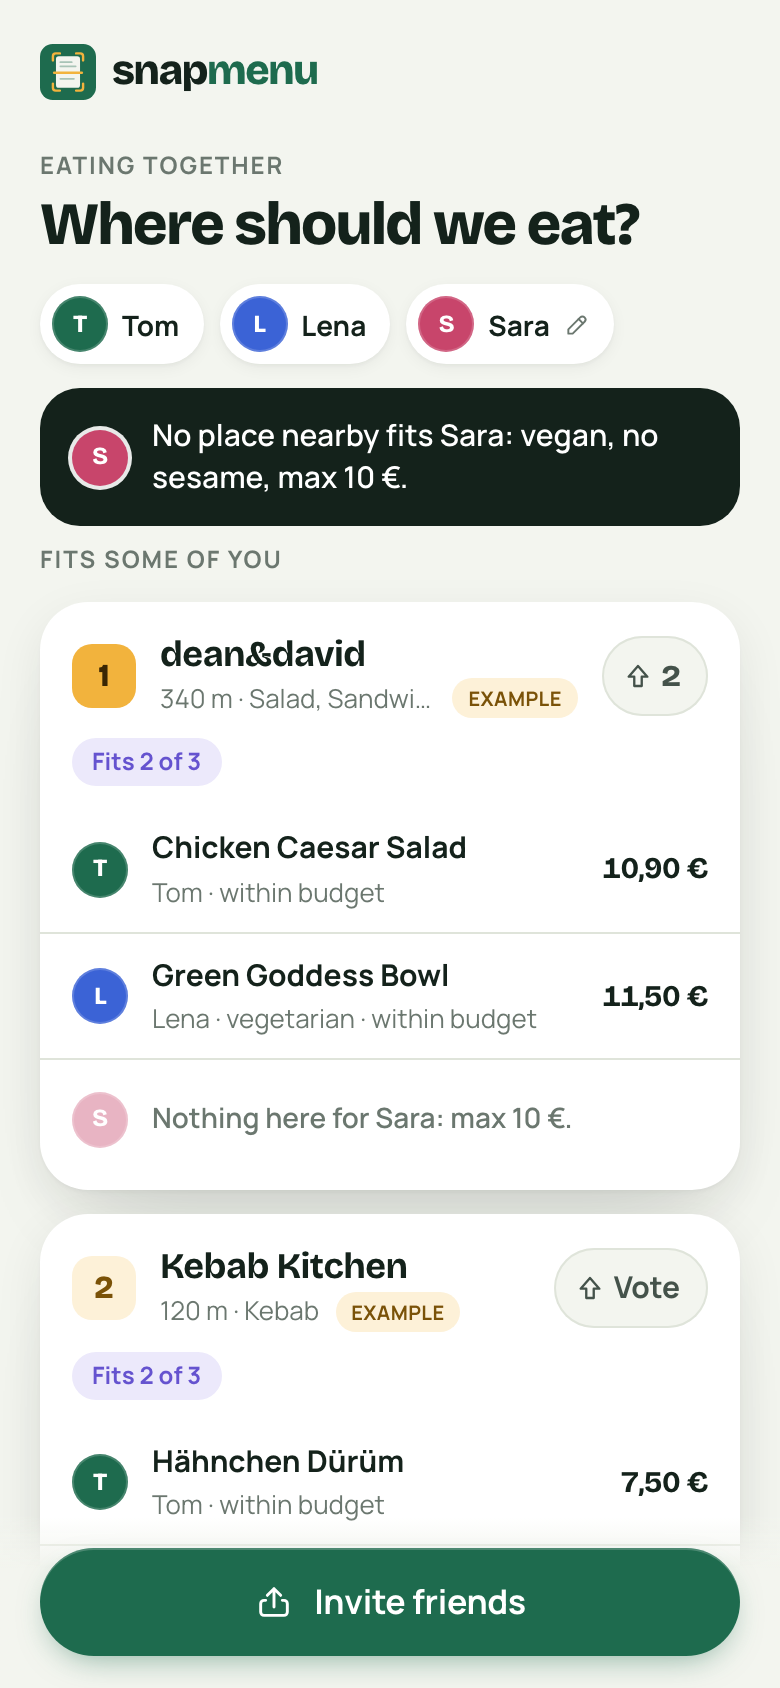 snapmenu
EATING TOGETHER
Where should we eat?
T Tom L Lena S Sara
S No place nearby fits Sara: vegan, no
sesame, max 10 €.
FITS SOME OF YOU
1 dean&david
340 m · Salad, Sandwi... EXAMPLE 2
Fits 2 of 3
T Chicken Caesar Salad 10,90 €
Tom · within budget
L Green Goddess Bowl 11,50 €
Lena · vegetarian · within budget
S Nothing here for Sara: max 10 €.
2 Kebab Kitchen Vote
120 m · Kebab EXAMPLE
Fits 2 of 3
T Hähnchen Dürüm 7,50 €
Tom · within budget
Invite friends